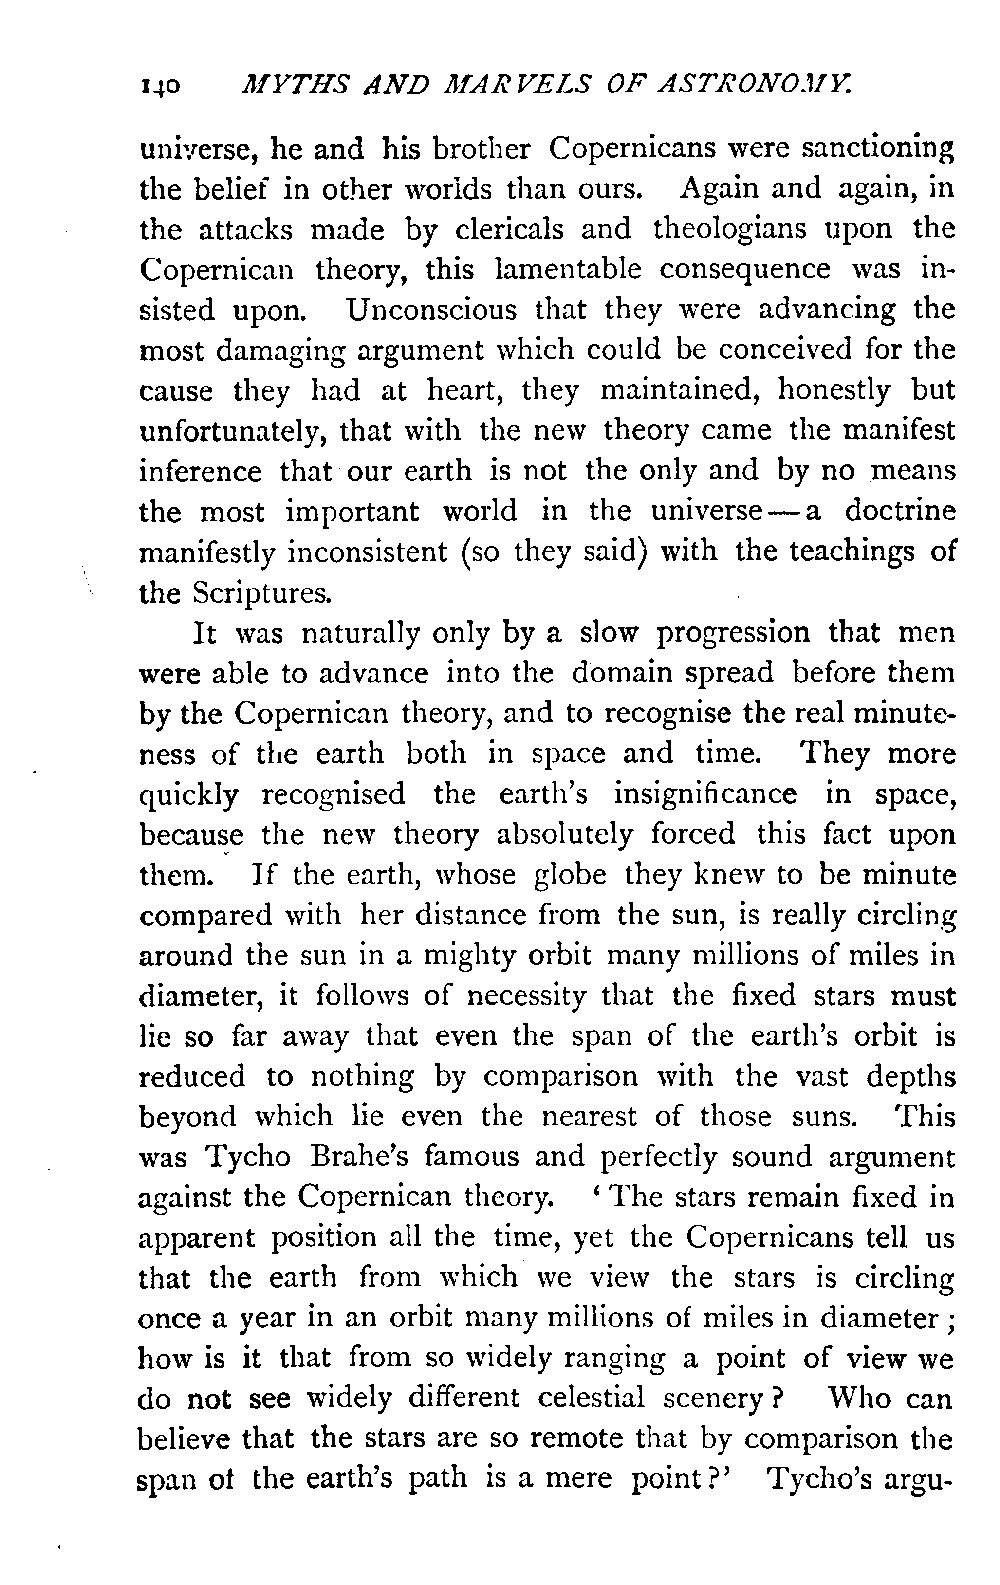 140 MYTHS AND MARVELS OF ASTRONOMY.
universe, he and his brother Copernicans were sanctioning
the belief in other worlds than ours. Again and again, in
the attacks made by clericals and theologians upon the
Copernican theory, this lamentable consequence was in-
sisted upon. Unconscious that they were advancing the
most damaging argument which could be conceived for the
cause they had at heart, they maintained, honestly but
unfortunately, that with the new theory came the manifest
inference that our earth is not the only and by no means
the most important world in the universe—a doctrine
manifestly inconsistent (so they said) with the teachings of
the Scriptures.
It was naturally only by a slow progression that men
were able to advance into the domain spread before them
by the Copernican theory, and to recognise the real minute-
ness of the earth both in space and time. They more
quickly recognised the earth's insignificance in space,
because the new theory absolutely forced this fact upon
them. If the earth, whose globe they knew to be minute
compared with her distance from the sun, is really circling
around the sun in a mighty orbit many millions of miles in
diameter, it follows of necessity that the fixed stars must
lie so far away that even the span of the earth's orbit is
reduced to nothing by comparison with the vast depths
beyond which lie even the nearest of those suns. This
was Tycho Brahe's famous and perfectly sound argument
against the Copernican theory. ‘The stars remain fixed in
apparent position all the time, yet the Copernicans tell us
that the earth from which we view the stars is circling
once a year in an orbit many millions of miles in diameter;
how is it that from so widely ranging a point of view we
do not see widely different celestial scenery? Who can
believe that the stars are so remote that by comparison the
span of the earth's path is a mere point?’ Tycho's argu-